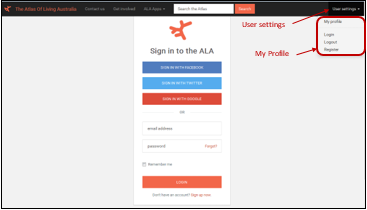 The Atlas Of Living Australia Contact us Get involved ALA Apps Search the Atlas Search User settings
User settings
My profile
Login
Logout
Register
My Profile
Sign in to the ALA
SIGN IN WITH FACEBOOK
SIGN IN WITH TWITTER
SIGN IN WITH GOOGLE
OR
email address
password Forgot?
Remember me
LOGIN
Don't have an account? Sign up now